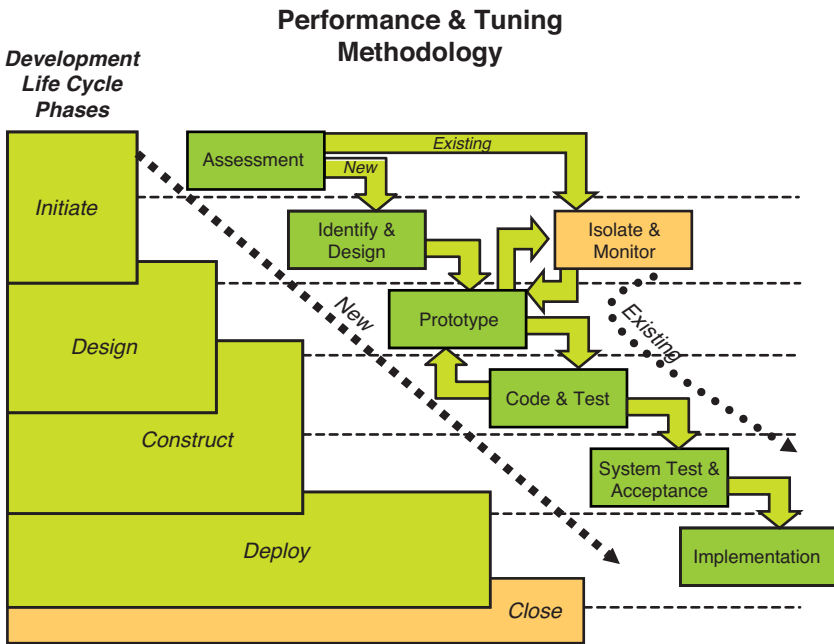 Performance & Tuning
Methodology
Development
Life Cycle
Phases
Assessment
Existing
New
Initiate
Identify &
Design
Isolate &
Monitor
New
Existing
Prototype
Design
Code & Test
Construct
System Test &
Acceptance
Deploy
Implementation
Close